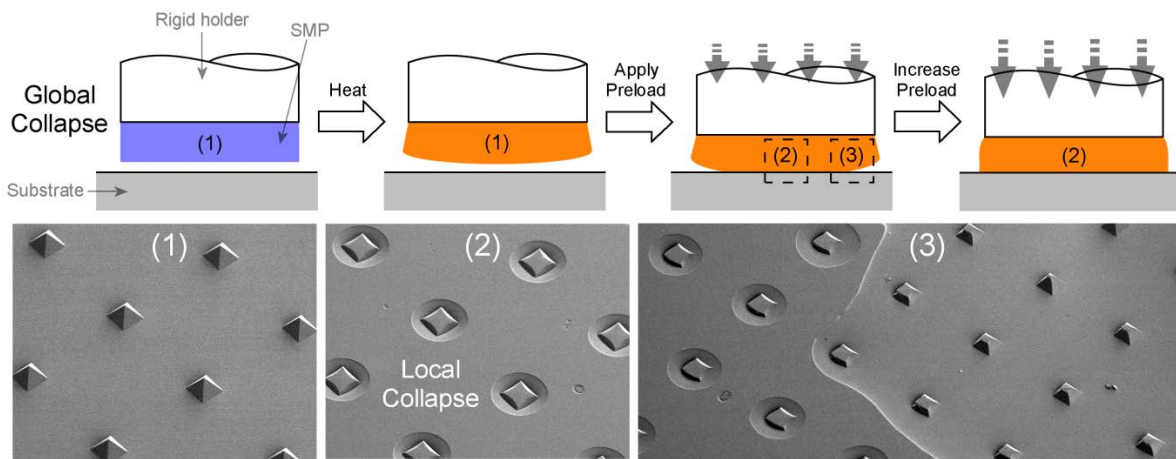 Rigid holder
SMP
Global
Collapse
(1)
Heat
(1)
Apply
Preload
(2)
(3)
Increase
Preload
(2)
Substrate
(1)
(2)
Local
Collapse
(3)